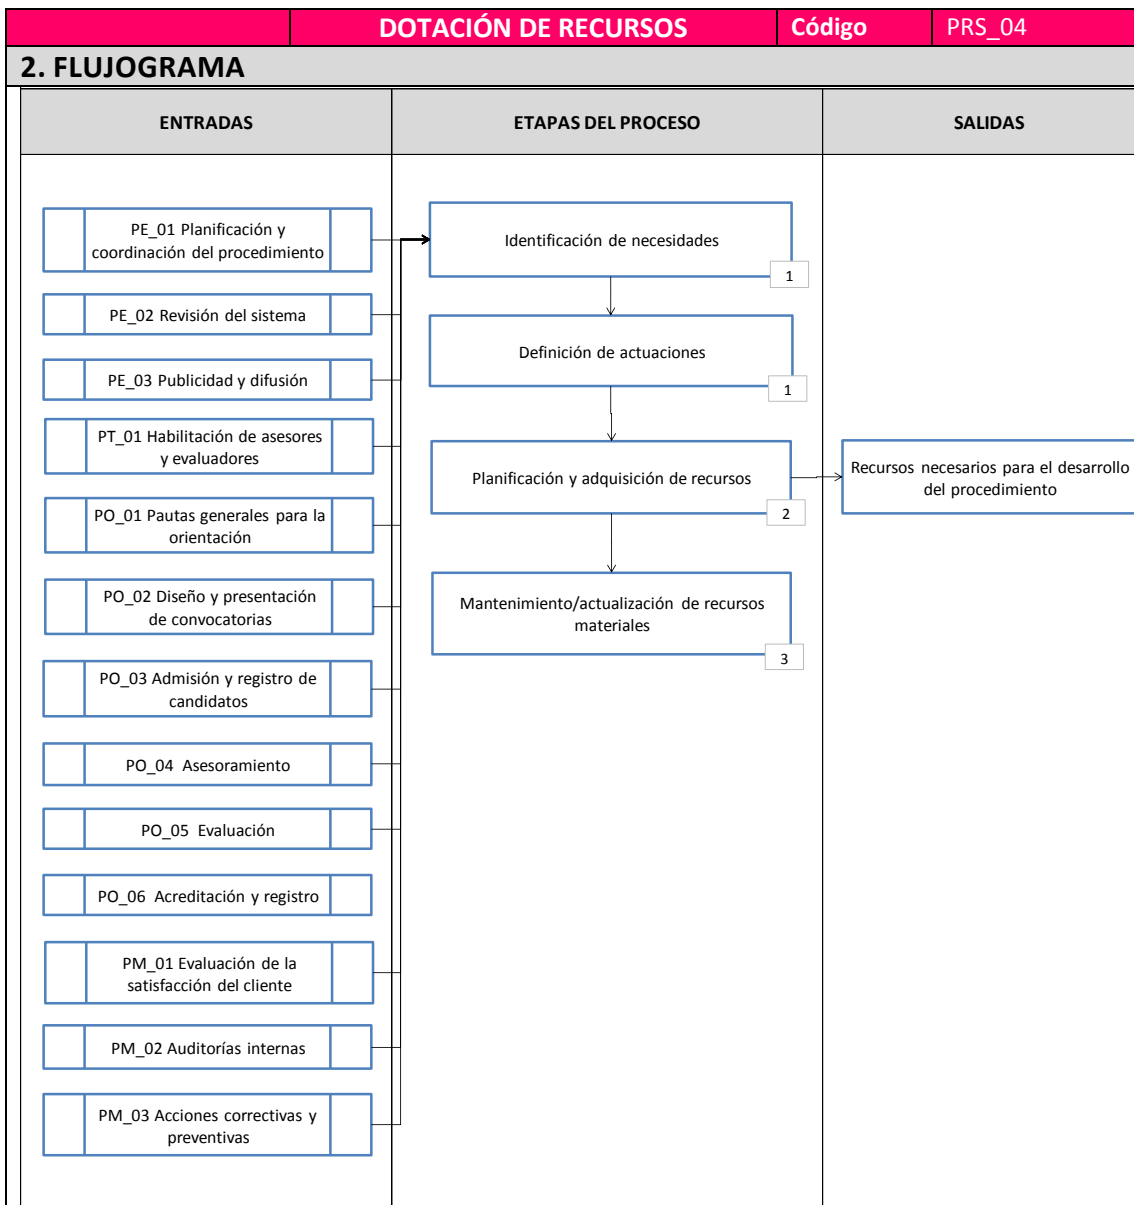 DOTACIÓN DE RECURSOS Código PRS_04
2. FLUJOGRAMA
ENTRADAS ETAPAS DEL PROCESO SALIDAS
PE_01 Planificación y
coordinación del procedimiento
PE_02 Revisión del sistema
PE_03 Publicidad y difusión
PT_01 Habilitación de asesores
y evaluadores
PO_01 Pautas generales para la
orientación
PO_02 Diseño y presentación
de convocatorias
PO_03 Admisión y registro de
candidatos
PO_04 Asesoramiento
PO_05 Evaluación
PO_06 Acreditación y registro
PM_01 Evaluación de la
satisfacción del cliente
PM_02 Auditorías internas
PM_03 Acciones correctivas y
preventivas
Identificación de necesidades
1
Definición de actuaciones
1
Planificación y adquisición de recursos
2
Mantenimiento/actualización de recursos
materiales
3
Recursos necesarios para el desarrollo
del procedimiento